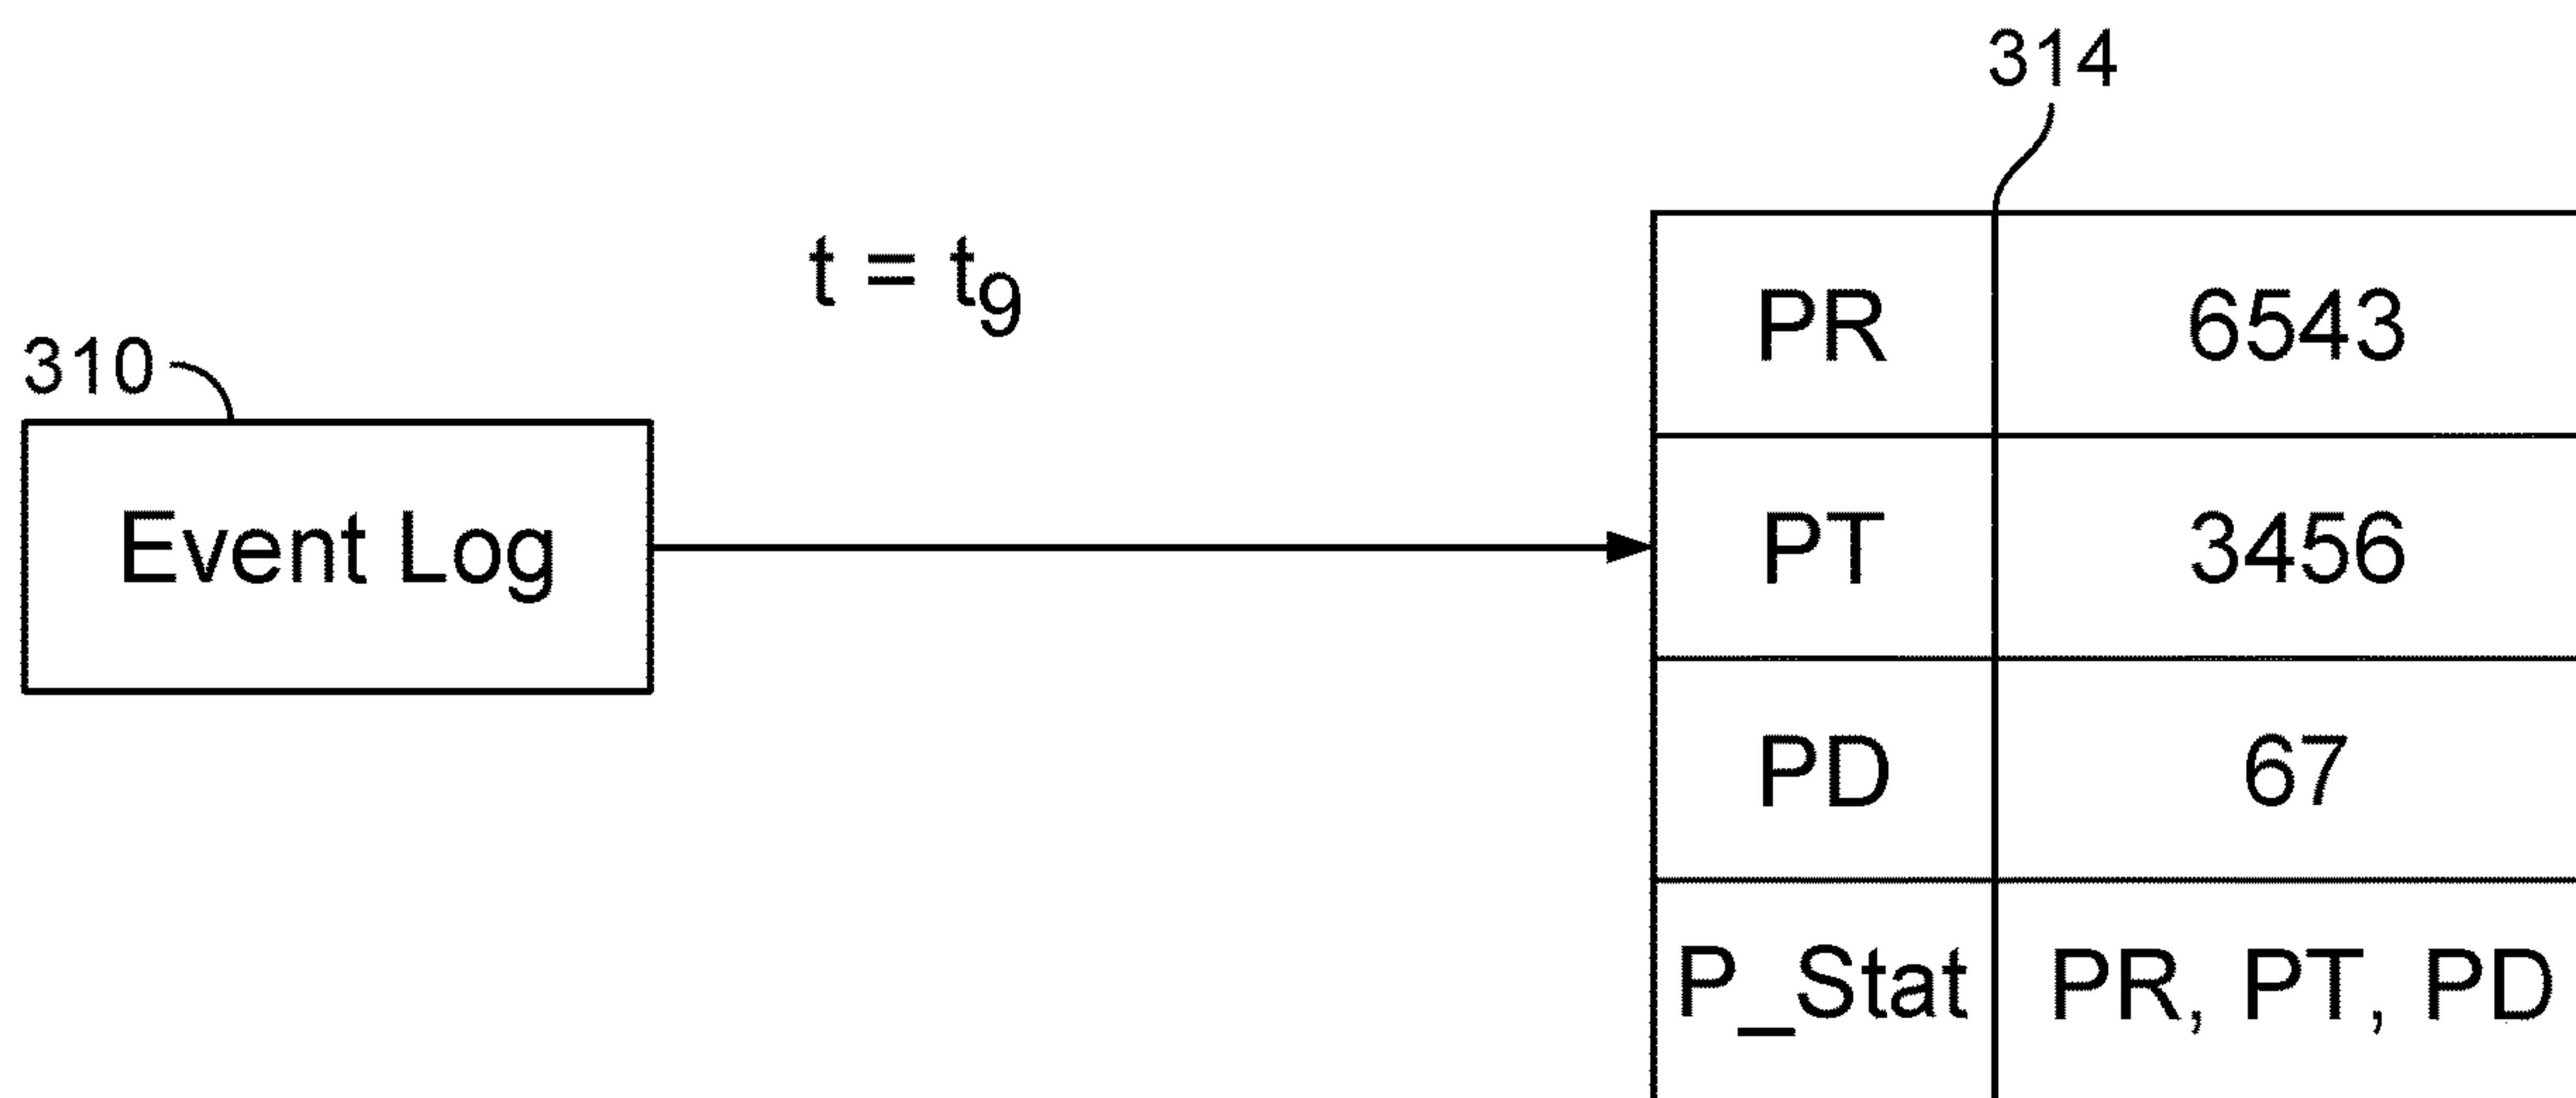 314
t = t9
310
Event Log
PR 6543
PT 3456
PD 67
P_Stat PR, PT, PD